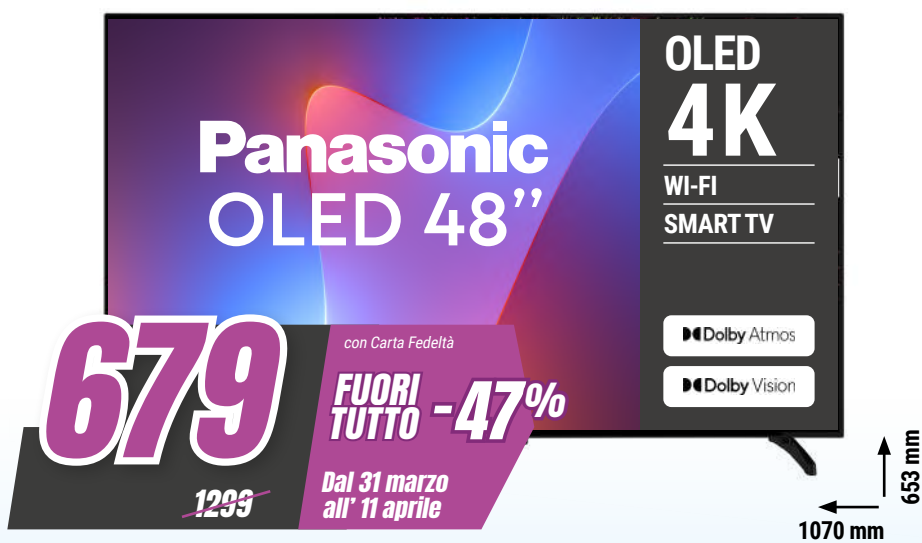 Panasonic
OLED 48”
OLED
4K
WI-FI
SMART TV
Dolby Atmos
Dolby Vision
679
1299
con Carta Fedeltà
FUORI
TUTTO
-47%
Dal 31 marzo
all’ 11 aprile
653 mm
1070 mm